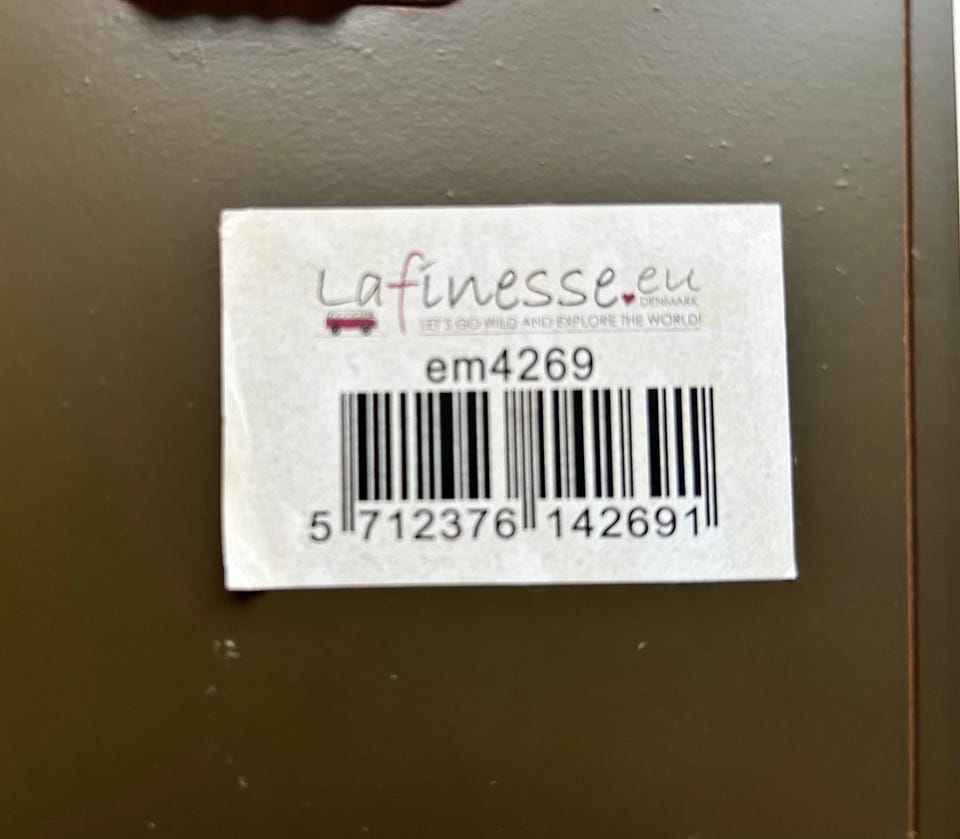 Lafinesse.eu
DENMARK
LET'S GO WILD AND EXPLORE THE WORLD!
em4269
5 712376 142691